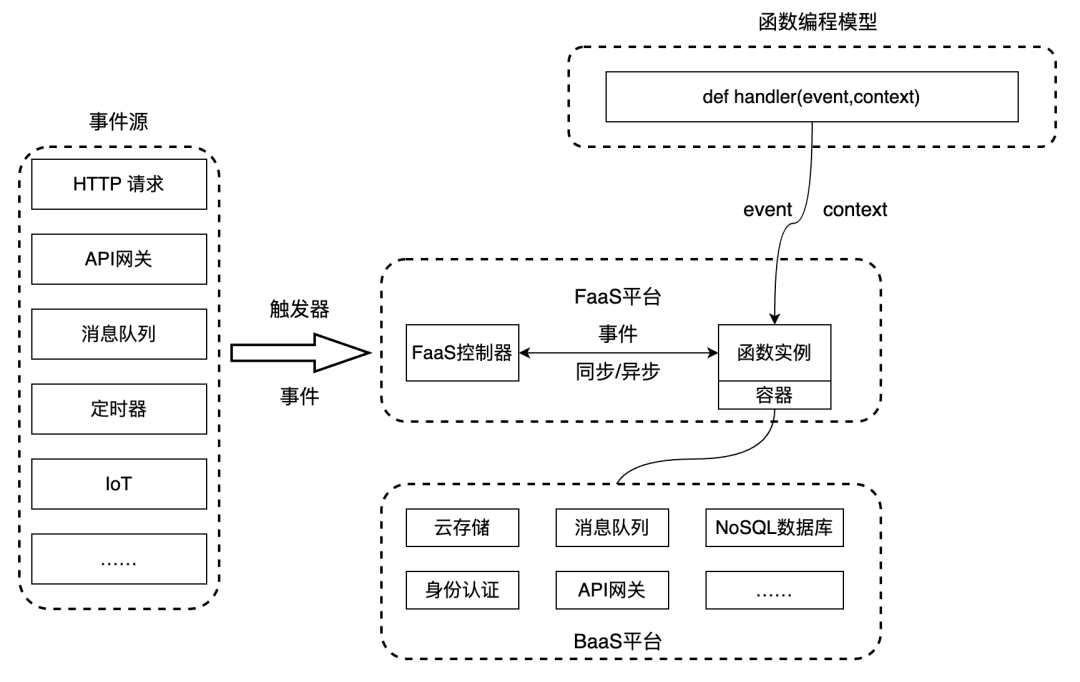 函数编程模型
def handler(event,context)
事件源
HTTP 请求
API网关
消息队列
定时器
IoT
……
触发器
事件
event
context
FaaS平台
FaaS控制器
事件
同步/异步
函数实例
容器
云存储
消息队列
NoSQL数据库
身份认证
API网关
……
BaaS平台